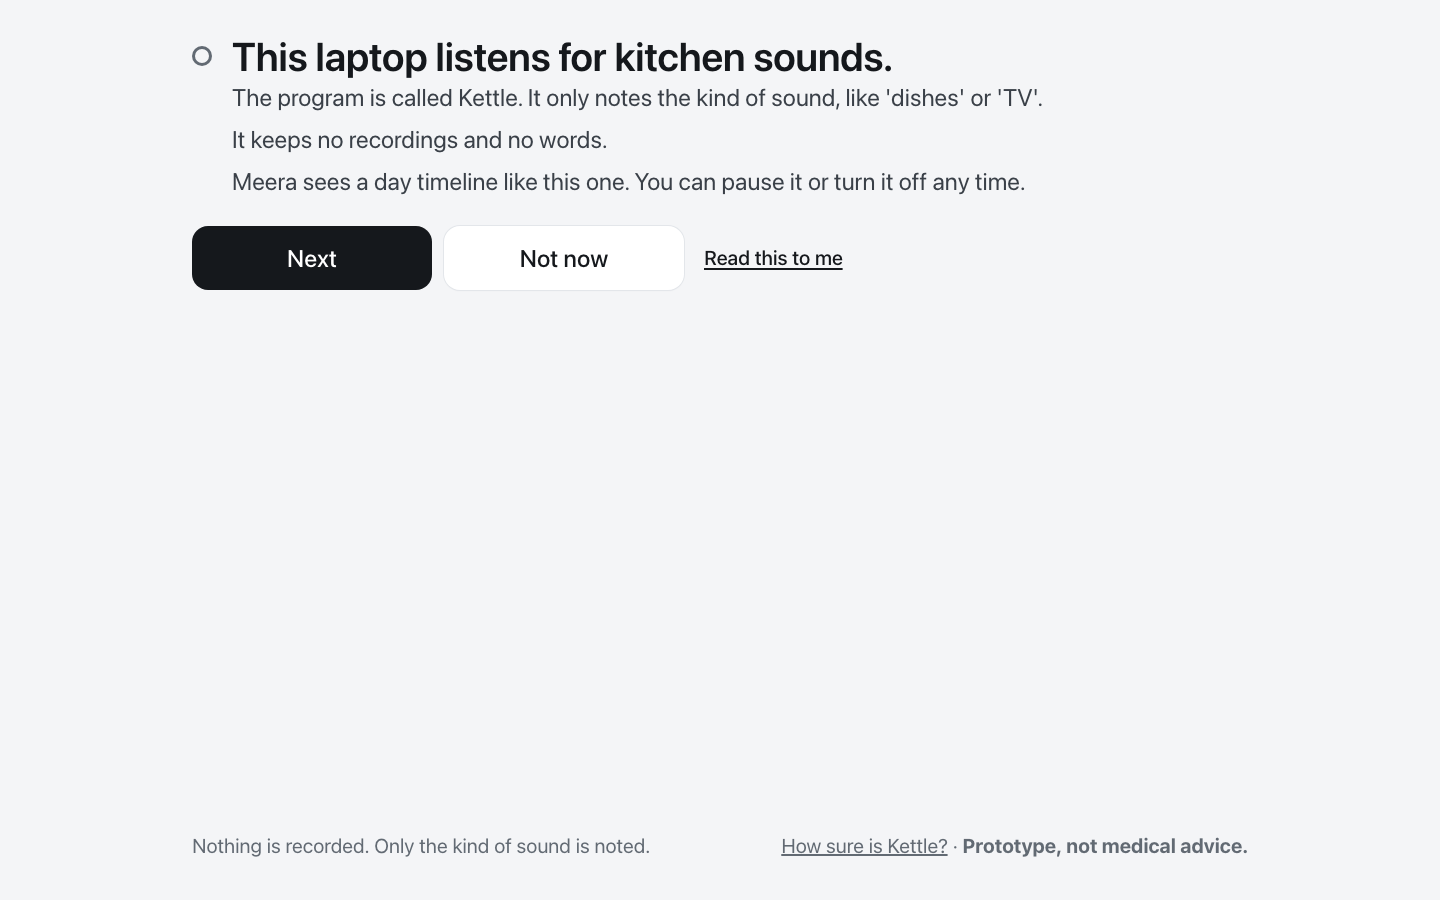 This laptop listens for kitchen sounds.
The program is called Kettle. It only notes the kind of sound, like 'dishes' or 'TV'.
It keeps no recordings and no words.
Meera sees a day timeline like this one. You can pause it or turn it off any time.
Next
Not now
Read this to me
Nothing is recorded. Only the kind of sound is noted.
How sure is Kettle? · Prototype, not medical advice.